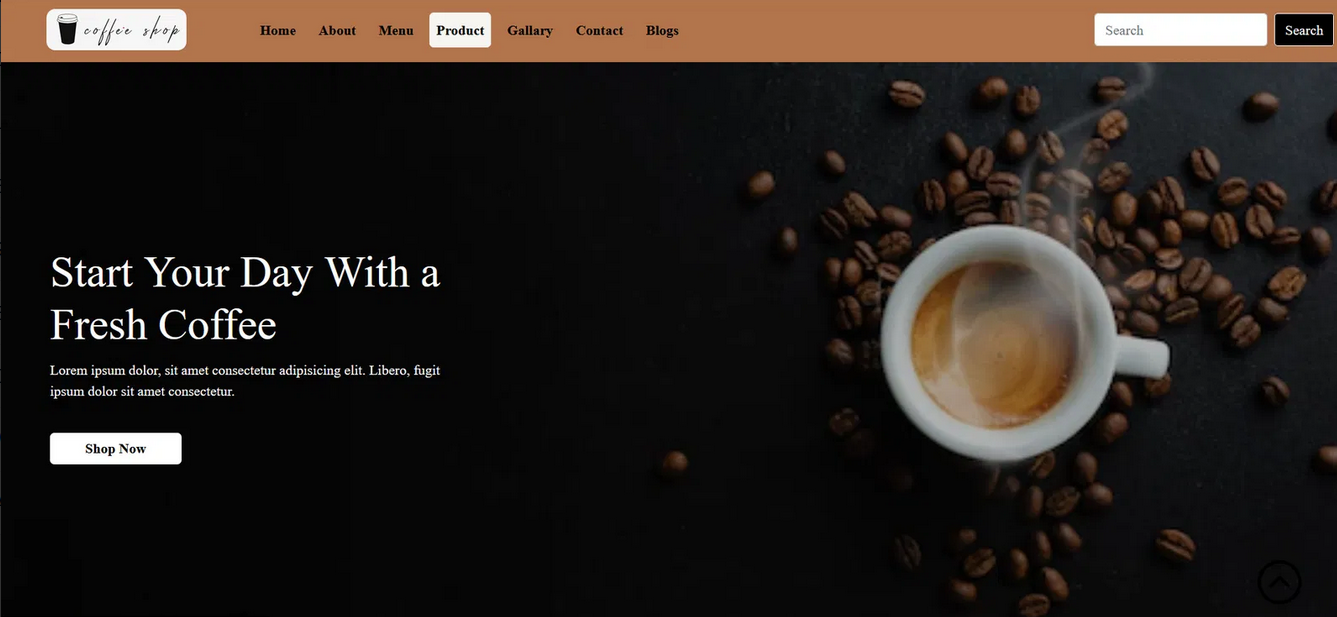 coffee shop
Home About Menu Product Gallary Contact Blogs
Search Search
Start Your Day With a
Fresh Coffee
Lorem ipsum dolor, sit amet consectetur adipisicing elit. Libero, fugit
ipsum dolor sit amet consectetur.
Shop Now